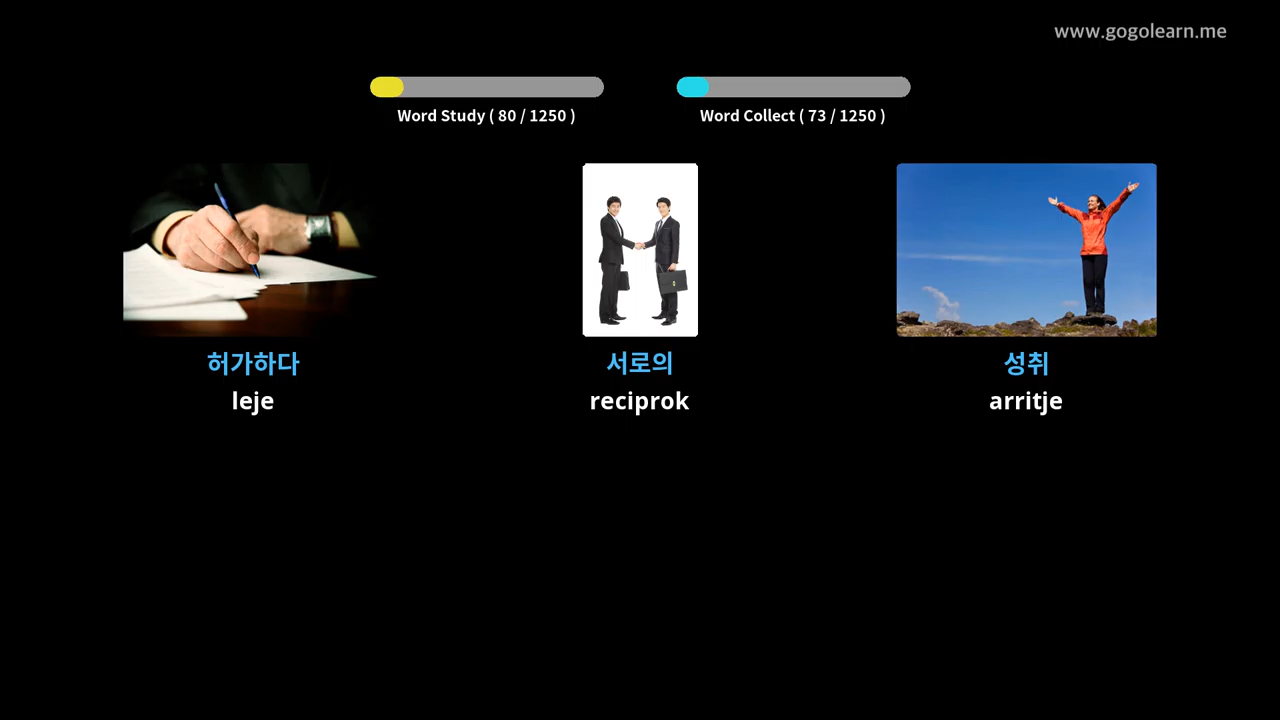 www.gogolearn.me
Word Study ( 80 / 1250 )
Word Collect ( 73 / 1250 )
허가하다
서로의
성취
leje
reciprok
arritje